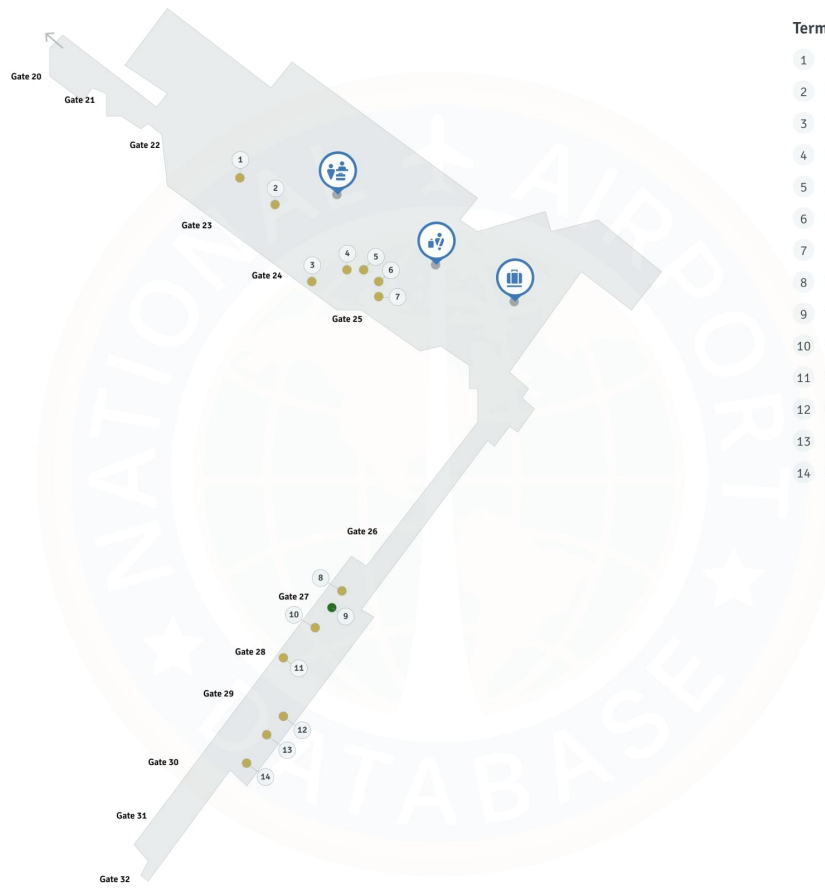 Term
1
2
3
4
5
6
7
8
9
10
11
12
13
14
Gate 20
Gate 21
Gate 22
1
2
Gate 23
Gate 24
3
4
5
6
7
Gate 25
Gate 26
8
Gate 27
9
10
Gate 28
11
Gate 29
12
13
Gate 30
14
Gate 31
Gate 32
NATIONAL AIRPORT
DATABASE